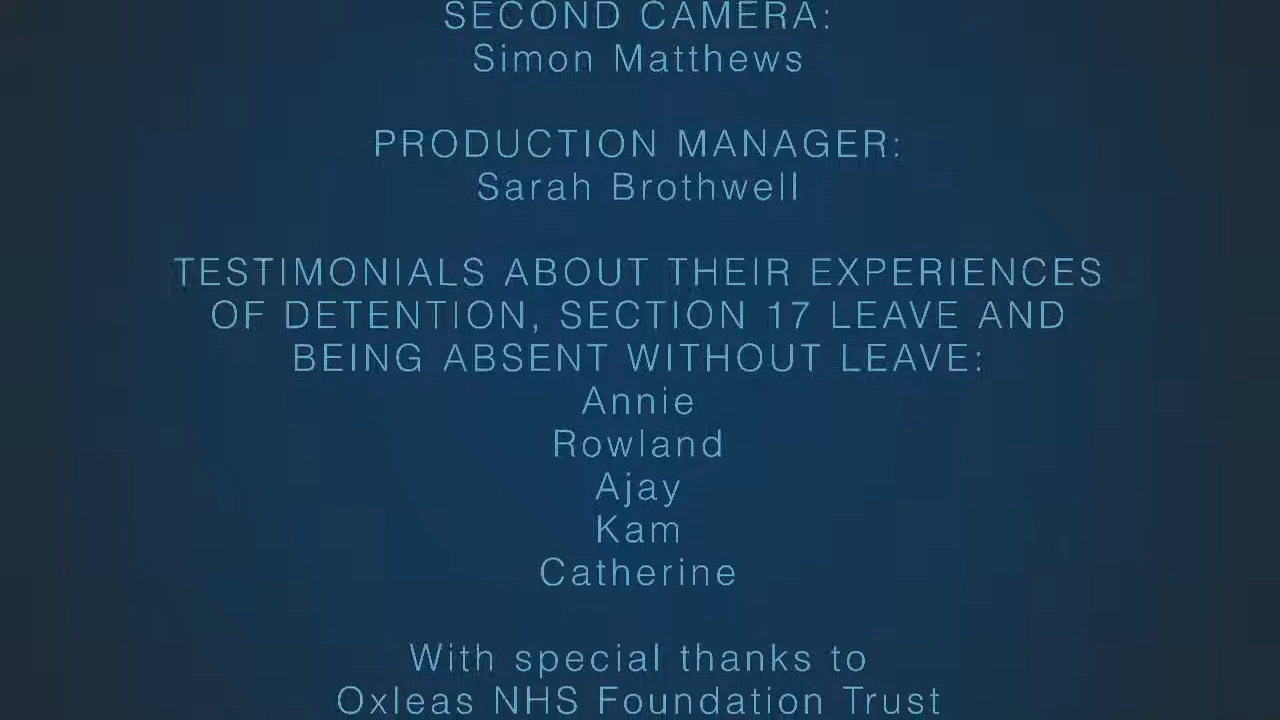 SECOND CAMERA:
Simon Matthews
PRODUCTION MANAGER:
Sarah Brothwell
TESTIMONIALS ABOUT THEIR EXPERIENCES
OF DETENTION, SECTION 17 LEAVE AND
BEING ABSENT WITHOUT LEAVE:
Annie
Rowland
Ajay
Kam
Catherine
With special thanks to
Oxleas NHS Foundation Trust